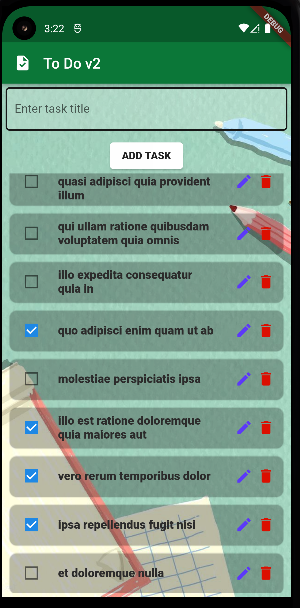 3:22
DEBUG
To Do v2
Enter task title
ADD TASK
quasi adipisci quia provident
illum
qui ullam ratione quibusdam
voluptatem quia omnis
illo expedita consequatur
quia in
quo adipisci enim quam ut ab
molestiae perspiciatis ipsa
illo est ratione doloremque
quia maiores aut
vero rerum temporibus dolor
ipsa repellendus fugit nisi
et doloremque nulla